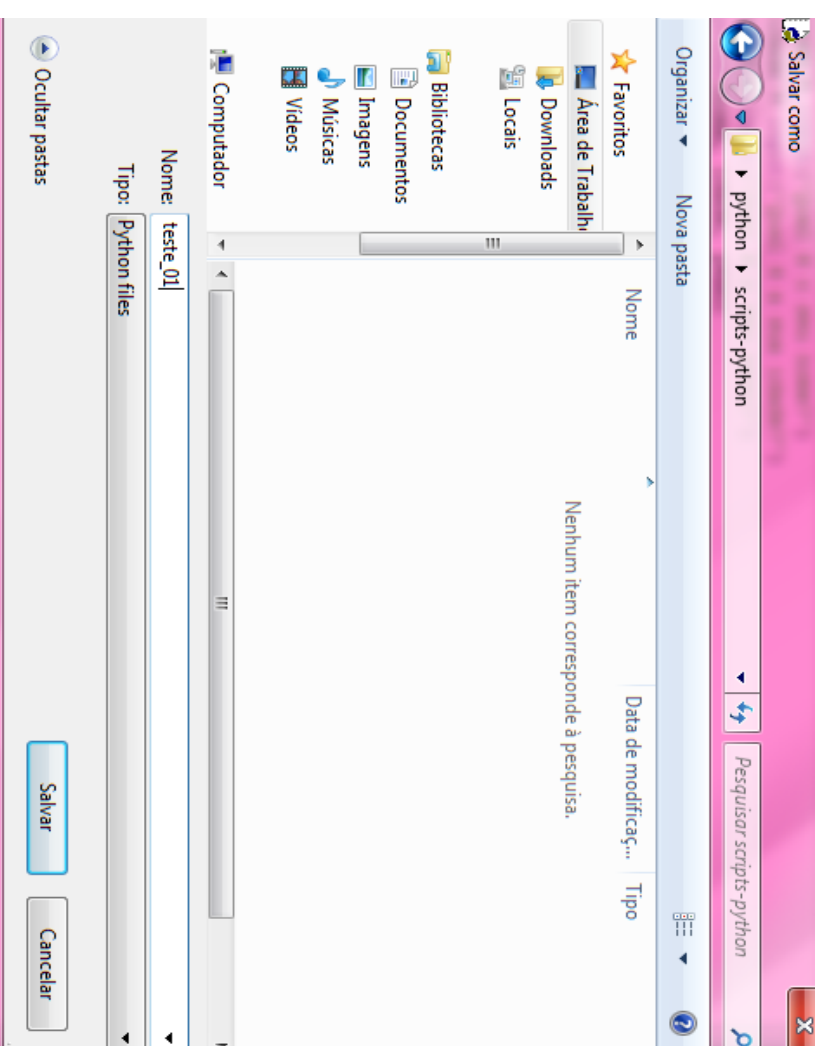 Salvar como
python ▸ scripts-python
Pesquisar scripts-python
Organizar
Nova pasta
Favoritos
Área de Trabalh
Downloads
Locais
Bibliotecas
Documentos
Imagens
Músicas
Vídeos
Computador
Nome
Data de modificaç...
Tipo
Nenhum item corresponde à pesquisa.
Nome: teste_01
Tipo: Python files
Ocultar pastas
Salvar
Cancelar